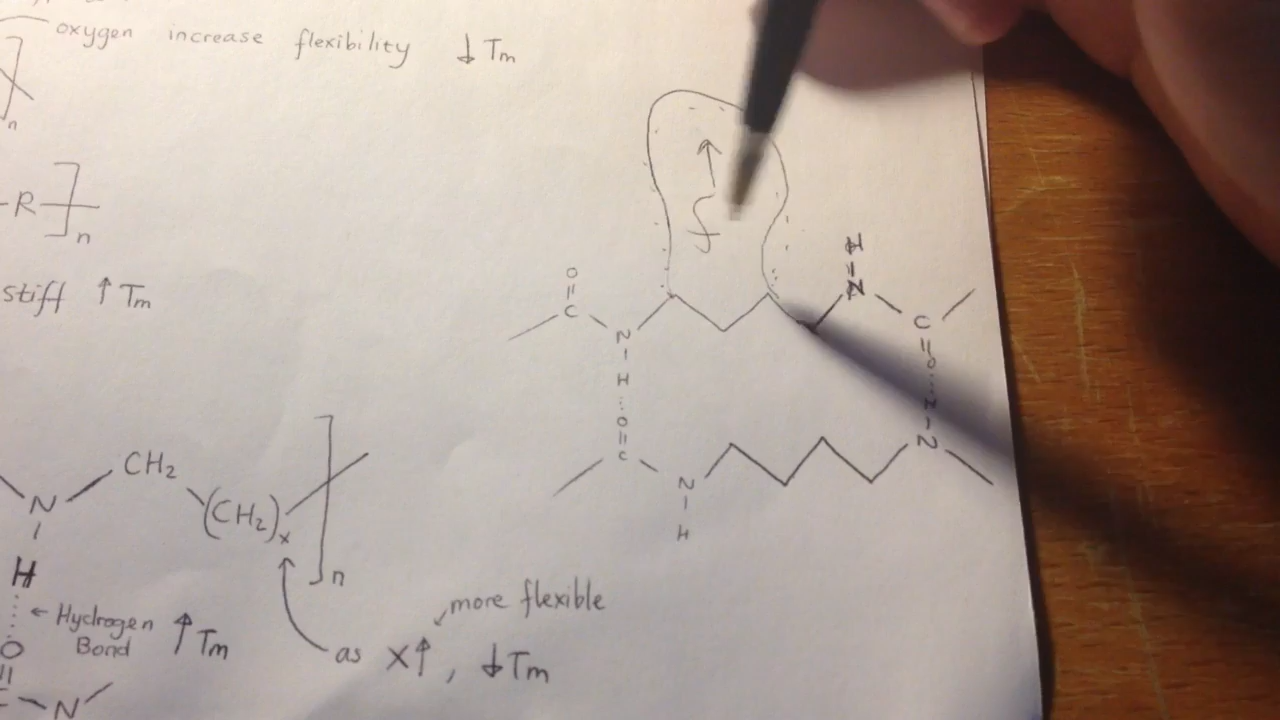 oxygen increase flexibility ↓ Tm
n
R
n
stiff ↑ Tm
O
C
N
H
O
C
N
H
H
N
C
O
H
N
CH2
N
(CH2)x
n
H
Hydrogen
Bond
↑ Tm
O
N
more flexible
as X↑, ↓ Tm